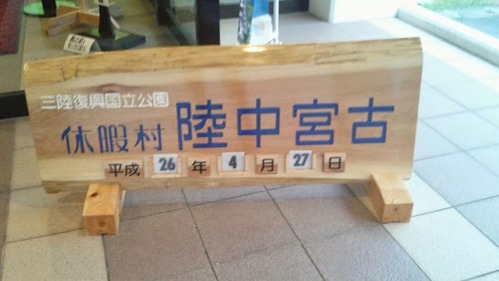 三陸復興国立公園
休暇村 陸中宮古
平成 26 年 4 月 27 日